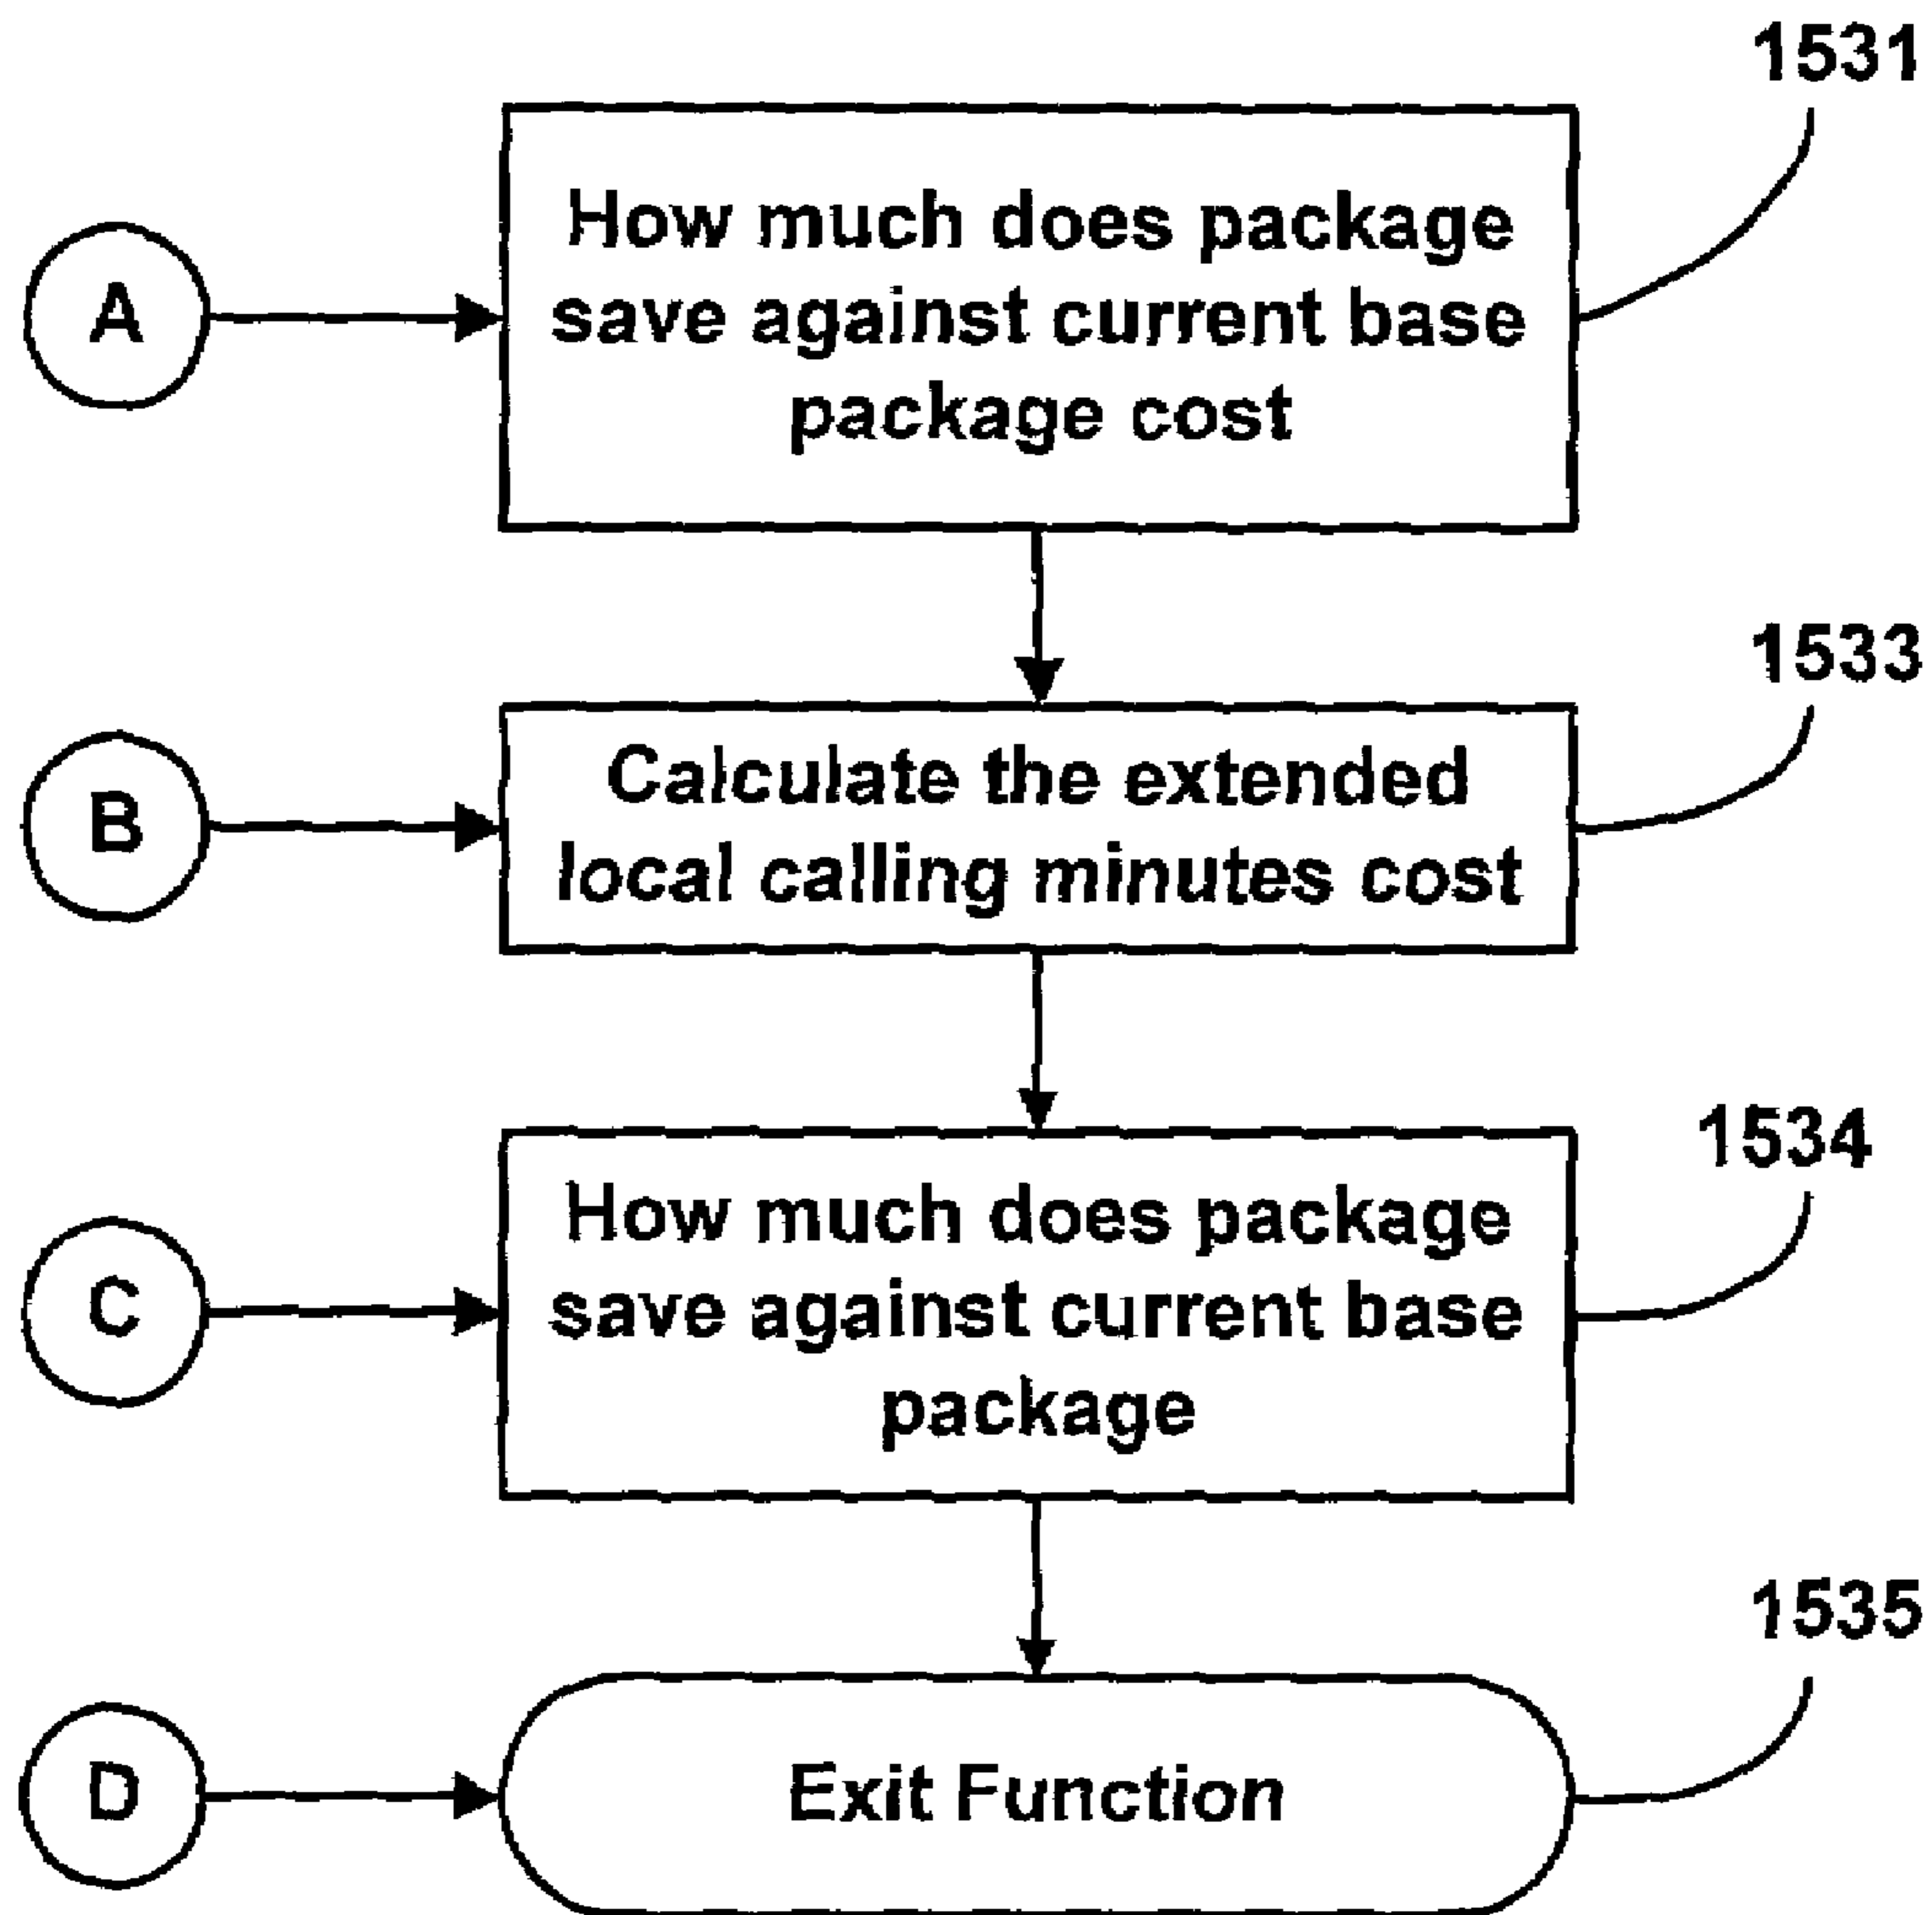 1531
How much does package
save against current base
package cost
A
1533
Calculate the extended
local calling minutes cost
B
1534
How much does package
save against current base
package
C
1535
Exit Function
D